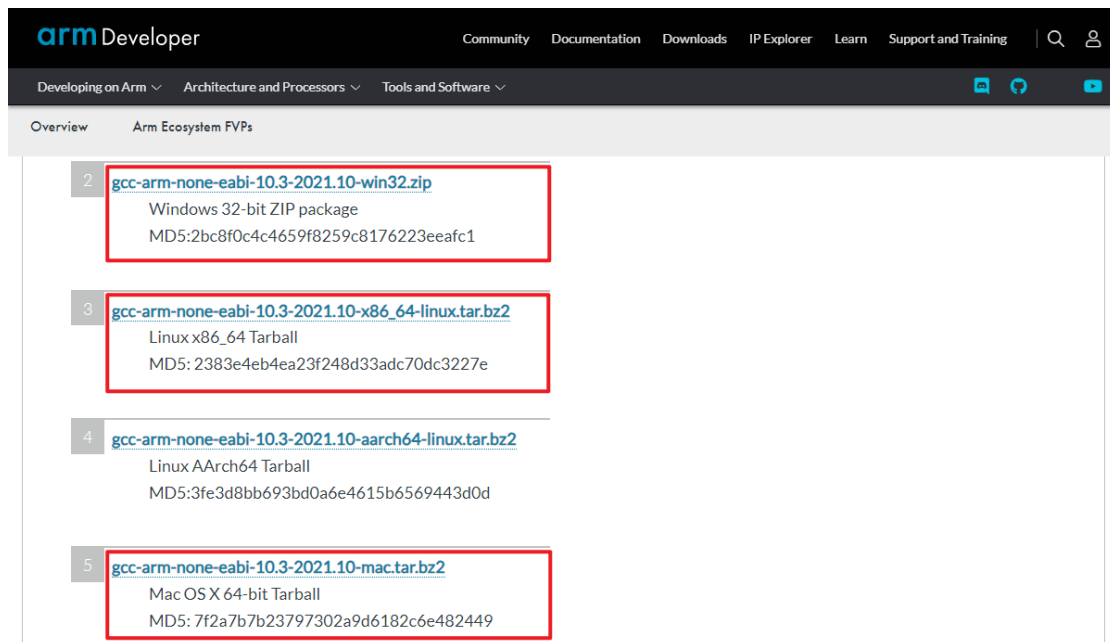 arm Developer
Community Documentation Downloads IP Explorer Learn Support and Training
Developing on Arm Architecture and Processors Tools and Software
Overview Arm Ecosystem FVPs
2 gcc-arm-none-eabi-10.3-2021.10-win32.zip
Windows 32-bit ZIP package
MD5:2bc8f0c4c4659f8259c8176223eeafc1
3 gcc-arm-none-eabi-10.3-2021.10-x86_64-linux.tar.bz2
Linux x86_64 Tarball
MD5: 2383e4eb4ea23f248d33adc70dc3227e
4 gcc-arm-none-eabi-10.3-2021.10-aarch64-linux.tar.bz2
Linux AArch64 Tarball
MD5:3fe3d8bb693bd0a6e4615b6569443d0d
5 gcc-arm-none-eabi-10.3-2021.10-mac.tar.bz2
Mac OS X 64-bit Tarball
MD5: 7f2a7b7b23797302a9d6182c6e482449